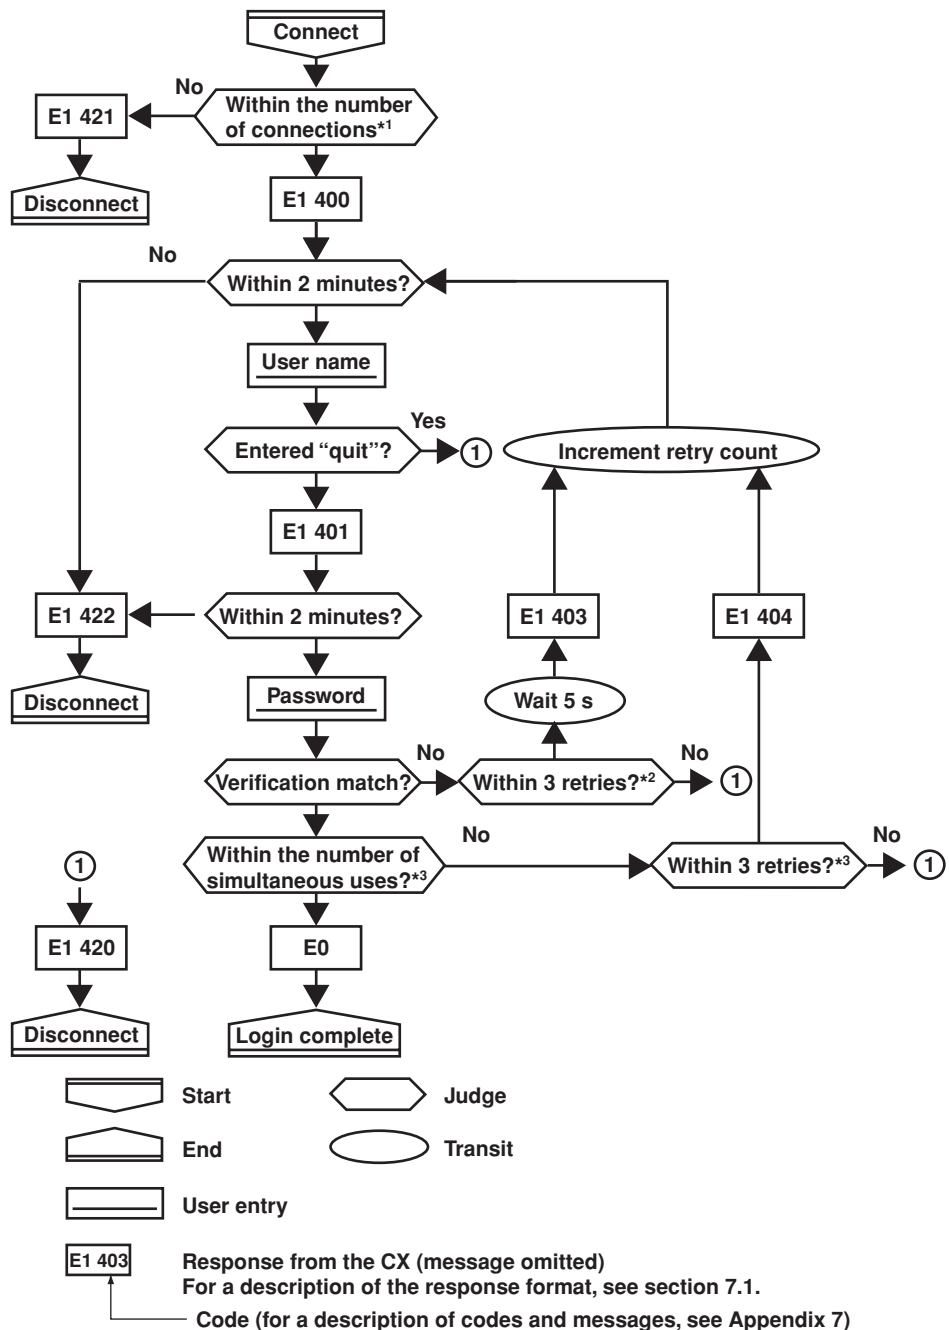 Connect
No
Within the number
of connections*1
E1 421
Disconnect
E1 400
No
Within 2 minutes?
User name
Yes
Entered “quit”?
1
Increment retry count
E1 401
E1 422
Within 2 minutes?
E1 403
E1 404
Disconnect
Password
Wait 5 s
No
No
Verification match?
Within 3 retries?*2
1
Within the number of
simultaneous uses?*3
No
Within 3 retries?*3
No
1
1
E1 420
E0
Disconnect
Login complete
Start
Judge
End
Transit
User entry
E1 403
Response from the CX (message omitted)
For a description of the response format, see section 7.1.
Code (for a description of codes and messages, see Appendix 7)